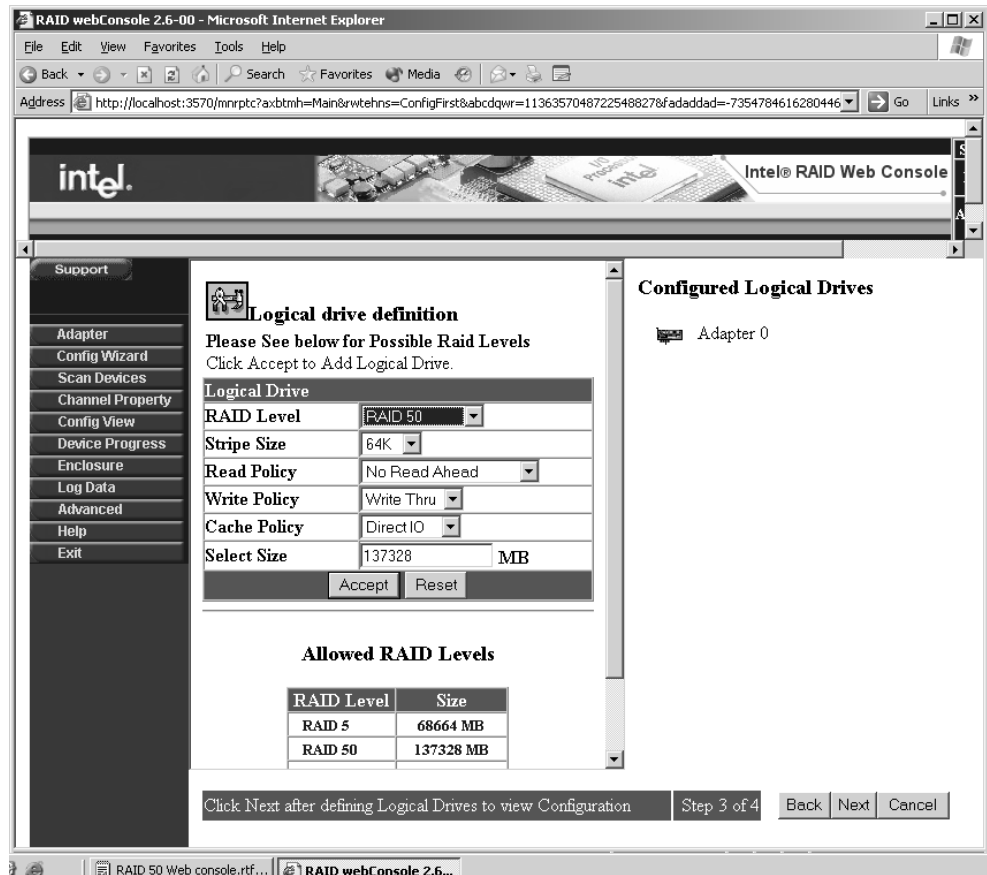 RAID webConsole 2.6-00 - Microsoft Internet Explorer
File Edit View Favorites Tools Help
Back Search Favorites Media
Address http://localhost:3570/mnrptc?axbtmh=Main&rwtehns=ConfigFirst&abcdqwr=1136357048722548827&fadaddad=-7354784616280446 Go Links »
intel.
I/O Processor
intel
Intel® RAID Web Console
Support
Adapter
Config Wizard
Scan Devices
Channel Property
Config View
Device Progress
Enclosure
Log Data
Advanced
Help
Exit
Logical drive definition
Please See below for Possible Raid Levels
Click Accept to Add Logical Drive.
Logical Drive
RAID Level RAID 50
Stripe Size 64K
Read Policy No Read Ahead
Write Policy Write Thru
Cache Policy Direct IO
Select Size 137328 MB
Accept Reset
Allowed RAID Levels
RAID Level Size
RAID 5 68664 MB
RAID 50 137328 MB
Configured Logical Drives
Adapter 0
Click Next after defining Logical Drives to view Configuration Step 3 of 4 Back Next Cancel
RAID 50 Web console.rtf... RAID webConsole 2.6...